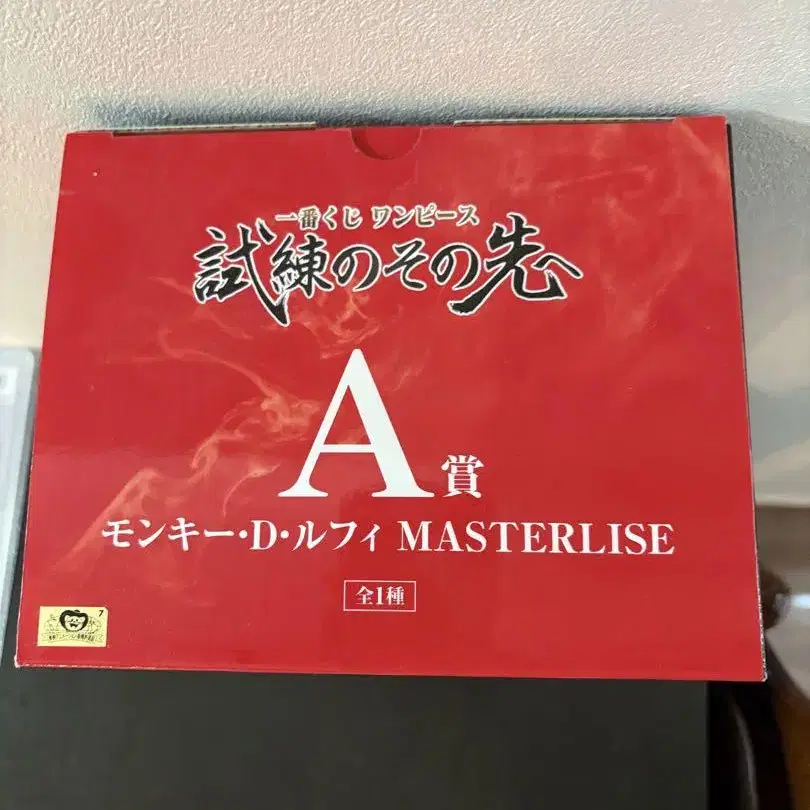 一番くじ ワンピース
試練のその先へ
A賞
モンキー・D・ルフィ MASTERLISE
全1種
7